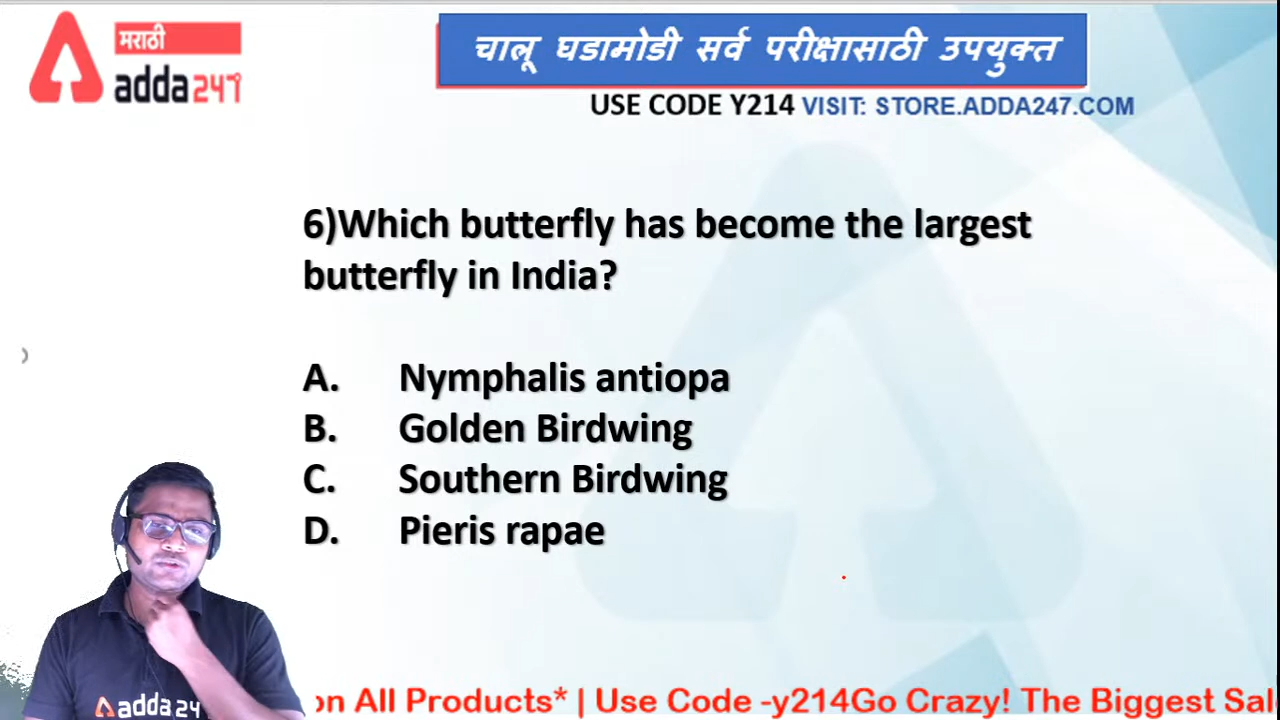 मराठी
adda247
चालू घडामोडी सर्व परीक्षासाठी उपयुक्त
USE CODE Y214 VISIT: STORE.ADDA247.COM
6)Which butterfly has become the largest
butterfly in India?
A. Nymphalis antiopa
B. Golden Birdwing
C. Southern Birdwing
D. Pieris rapae
adda24
on All Products* | Use Code -y214Go Crazy! The Biggest Sal